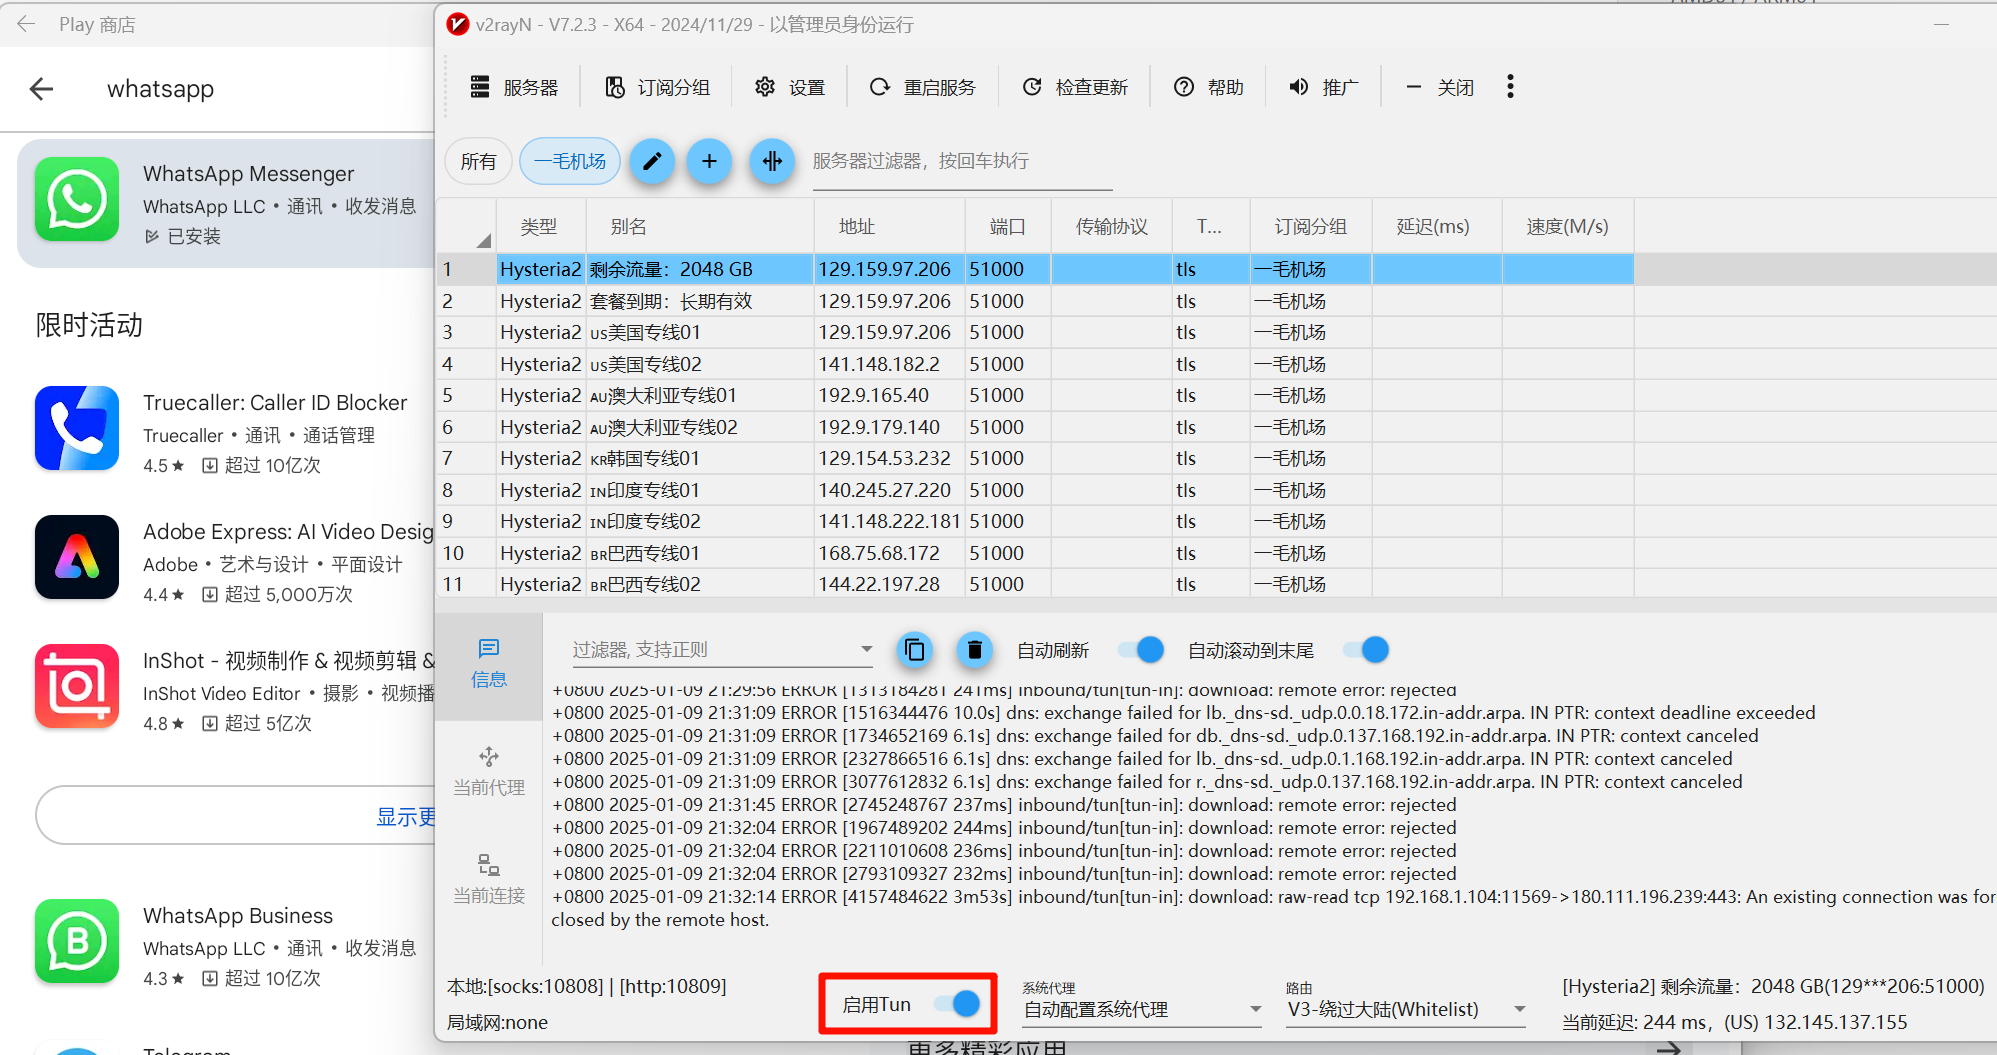 Play 商店
whatsapp
WhatsApp Messenger
WhatsApp LLC • 通讯 • 收发消息
已安装
限时活动
Truecaller: Caller ID Blocker
Truecaller • 通讯 • 通话管理
4.5★ 超过 10亿次
Adobe Express: AI Video Desig
Adobe • 艺术与设计 • 平面设计
4.4★ 超过 5,000万次
InShot - 视频制作 & 视频剪辑 &
InShot Video Editor • 摄影 • 视频播
4.8★ 超过 5亿次
显示更
WhatsApp Business
WhatsApp LLC • 通讯 • 收发消息
4.3★ 超过 10亿次
Telegram
v2rayN - V7.2.3 - X64 - 2024/11/29 - 以管理员身份运行
服务器 订阅分组 设置 重启服务 检查更新 帮助 推广 关闭
所有 一毛机场 服务器过滤器，按回车执行
类型 别名 地址 端口 传输协议 T... 订阅分组 延迟(ms) 速度(M/s)
1 Hysteria2 剩余流量：2048 GB 129.159.97.206 51000 tls 一毛机场
2 Hysteria2 套餐到期：长期有效 129.159.97.206 51000 tls 一毛机场
3 Hysteria2 US美国专线01 129.159.97.206 51000 tls 一毛机场
4 Hysteria2 US美国专线02 141.148.182.2 51000 tls 一毛机场
5 Hysteria2 AU澳大利亚专线01 192.9.165.40 51000 tls 一毛机场
6 Hysteria2 AU澳大利亚专线02 192.9.179.140 51000 tls 一毛机场
7 Hysteria2 KR韩国专线01 129.154.53.232 51000 tls 一毛机场
8 Hysteria2 IN印度专线01 140.245.27.220 51000 tls 一毛机场
9 Hysteria2 IN印度专线02 141.148.222.181 51000 tls 一毛机场
10 Hysteria2 BR巴西专线01 168.75.68.172 51000 tls 一毛机场
11 Hysteria2 BR巴西专线02 144.22.197.28 51000 tls 一毛机场
信息
当前代理
当前连接
过滤器, 支持正则 自动刷新 自动滚动到末尾
+0800 2025-01-09 21:29:56 ERROR [1313184281 241ms] inbound/tun[tun-in]: download: remote error: rejected
+0800 2025-01-09 21:31:09 ERROR [1516344476 10.0s] dns: exchange failed for lb._dns-sd._udp.0.0.18.172.in-addr.arpa. IN PTR: context deadline exceeded
+0800 2025-01-09 21:31:09 ERROR [1734652169 6.1s] dns: exchange failed for db._dns-sd._udp.0.137.168.192.in-addr.arpa. IN PTR: context canceled
+0800 2025-01-09 21:31:09 ERROR [2327866516 6.1s] dns: exchange failed for lb._dns-sd._udp.0.1.168.192.in-addr.arpa. IN PTR: context canceled
+0800 2025-01-09 21:31:09 ERROR [3077612832 6.1s] dns: exchange failed for r._dns-sd._udp.0.137.168.192.in-addr.arpa. IN PTR: context canceled
+0800 2025-01-09 21:31:45 ERROR [2745248767 237ms] inbound/tun[tun-in]: download: remote error: rejected
+0800 2025-01-09 21:32:04 ERROR [1967489202 244ms] inbound/tun[tun-in]: download: remote error: rejected
+0800 2025-01-09 21:32:04 ERROR [2211010608 236ms] inbound/tun[tun-in]: download: remote error: rejected
+0800 2025-01-09 21:32:04 ERROR [2793109327 232ms] inbound/tun[tun-in]: download: remote error: rejected
+0800 2025-01-09 21:32:14 ERROR [4157484622 3m53s] inbound/tun[tun-in]: download: raw-read tcp 192.168.1.104:11569->180.111.196.239:443: An existing connection was for
closed by the remote host.
本地:[socks:10808] | [http:10809]
局域网:none
启用Tun
系统代理
自动配置系统代理
路由
V3-绕过大陆(Whitelist)
[Hysteria2] 剩余流量：2048 GB(129***206:51000)
当前延迟: 244 ms，(US) 132.145.137.155
更多精彩应用